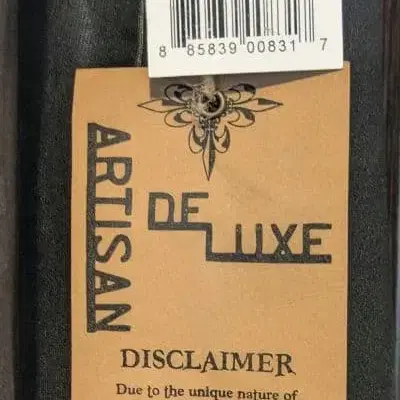 8 85839 00831 7
ARTISAN
DE
LUXE
DISCLAIMER
Due to the unique nature of